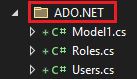 ADO.NET
C# Model1.cs
C# Roles.cs
C# Users.cs